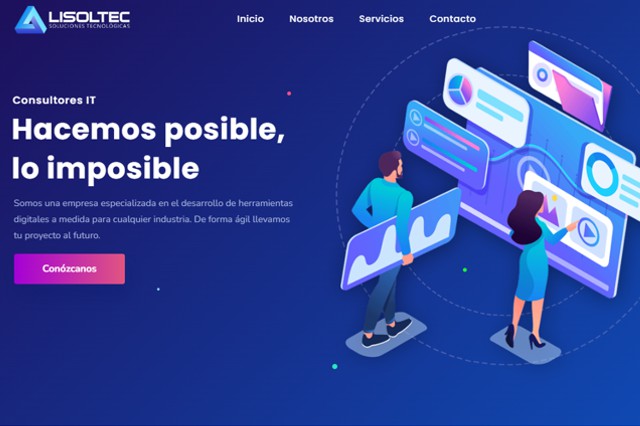 LISOLTEC
SOLUCIONES TECNOLÓGICAS
Inicio
Nosotros
Servicios
Contacto
Consultores IT
Hacemos posible,
lo imposible
Somos una empresa especializada en el desarrollo de herramientas
digitales a medida para cualquier industria. De forma ágil llevamos
tu proyecto al futuro.
Conózcanos